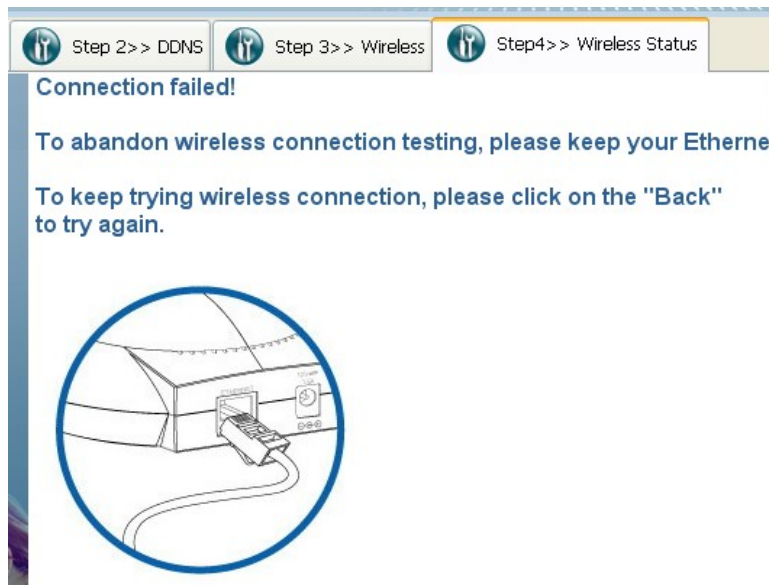 Step 2>> DDNS
Step 3>> Wireless
Step4>> Wireless Status
Connection failed!
To abandon wireless connection testing, please keep your Etherne
To keep trying wireless connection, please click on the "Back"
to try again.
ETHERNET